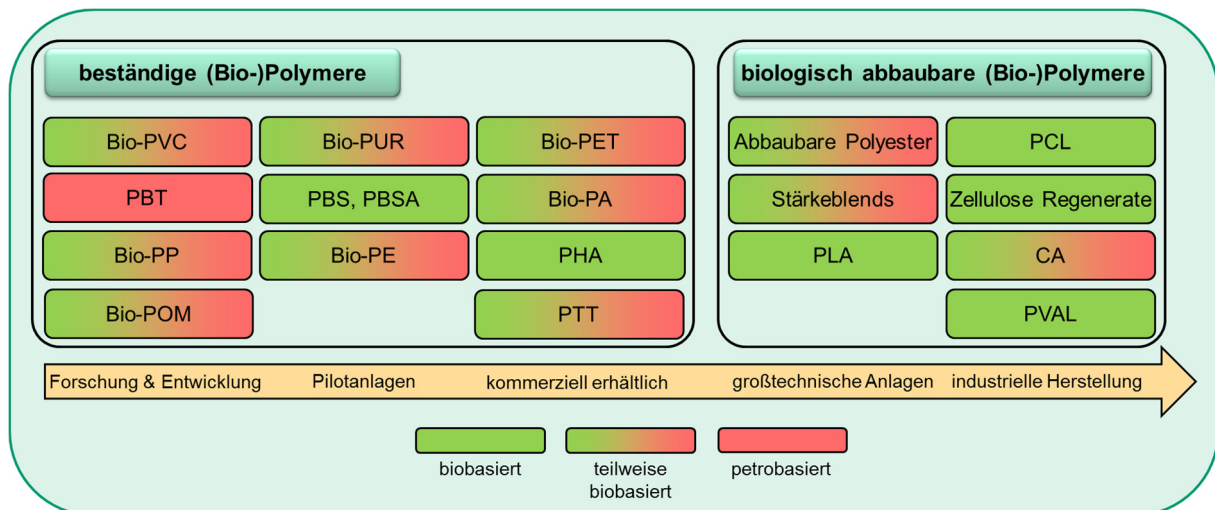 beständige (Bio-)Polymere
biologisch abbaubare (Bio-)Polymere
Bio-PVC
Bio-PUR
Bio-PET
Abbaubare Polyester
PCL
PBT
PBS, PBSA
Bio-PA
Stärkeblends
Zellulose Regenerate
Bio-PP
Bio-PE
PHA
PLA
CA
Bio-POM
PTT
PVAL
Forschung & Entwicklung
Pilotanlagen
kommerziell erhältlich
großtechnische Anlagen
industrielle Herstellung
biobasiert
teilweise
biobasiert
petrobasiert